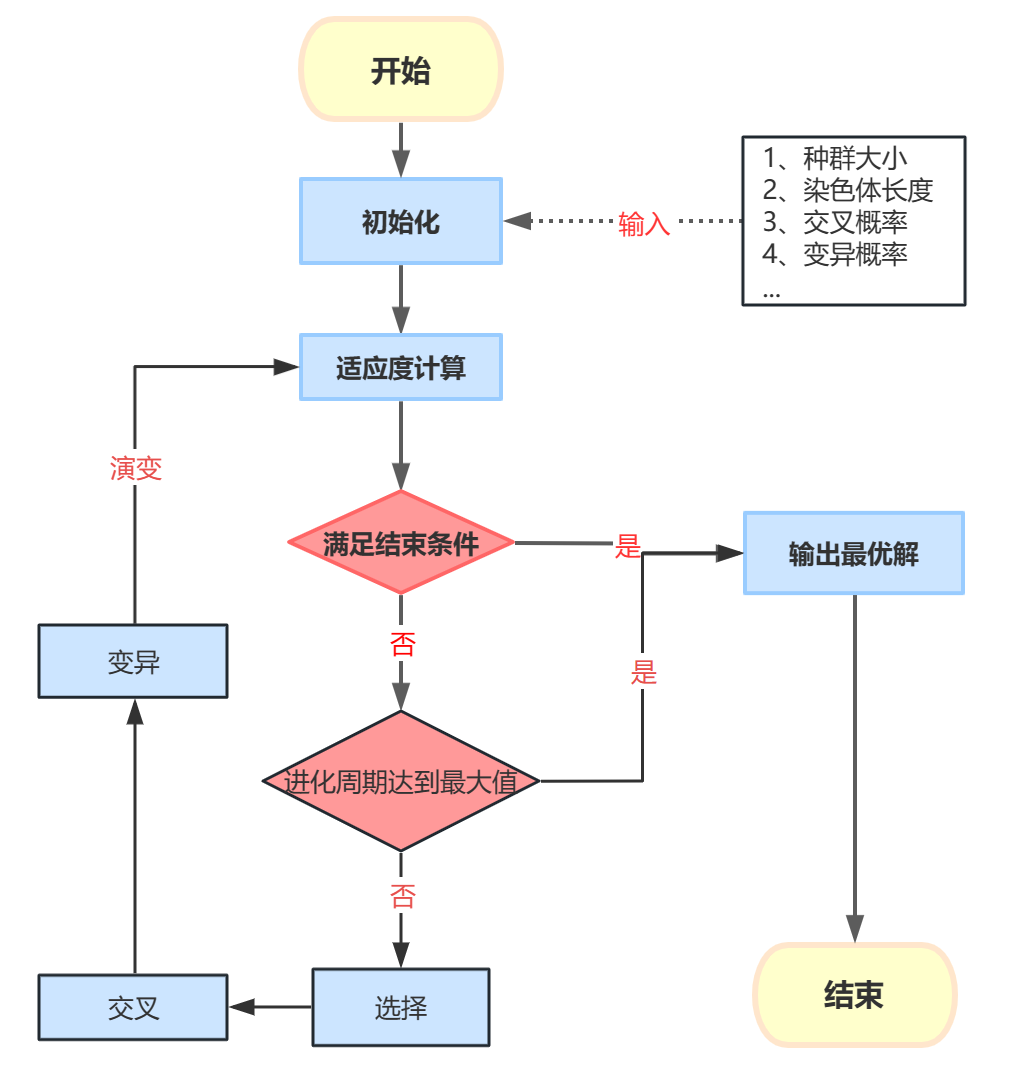 开始
1、种群大小
2、染色体长度
3、交叉概率
4、变异概率
...
初始化
输入
适应度计算
演变
满足结束条件
是
输出最优解
否
变异
是
进化周期达到最大值
否
结束
交叉
选择